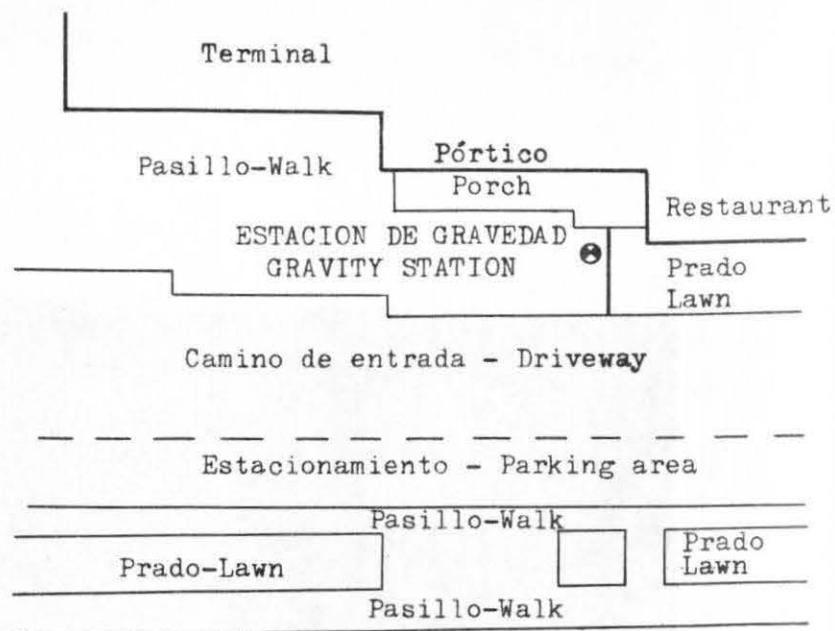 Terminal
Pasillo-Walk
Pórtico
Porch
Restaurant
ESTACION DE GRAVEDAD
GRAVITY STATION
Prado
Lawn
Camino de entrada - Driveway
Estacionamiento - Parking area
Pasillo-Walk
Prado-Lawn
Prado
Lawn
Pasillo-Walk